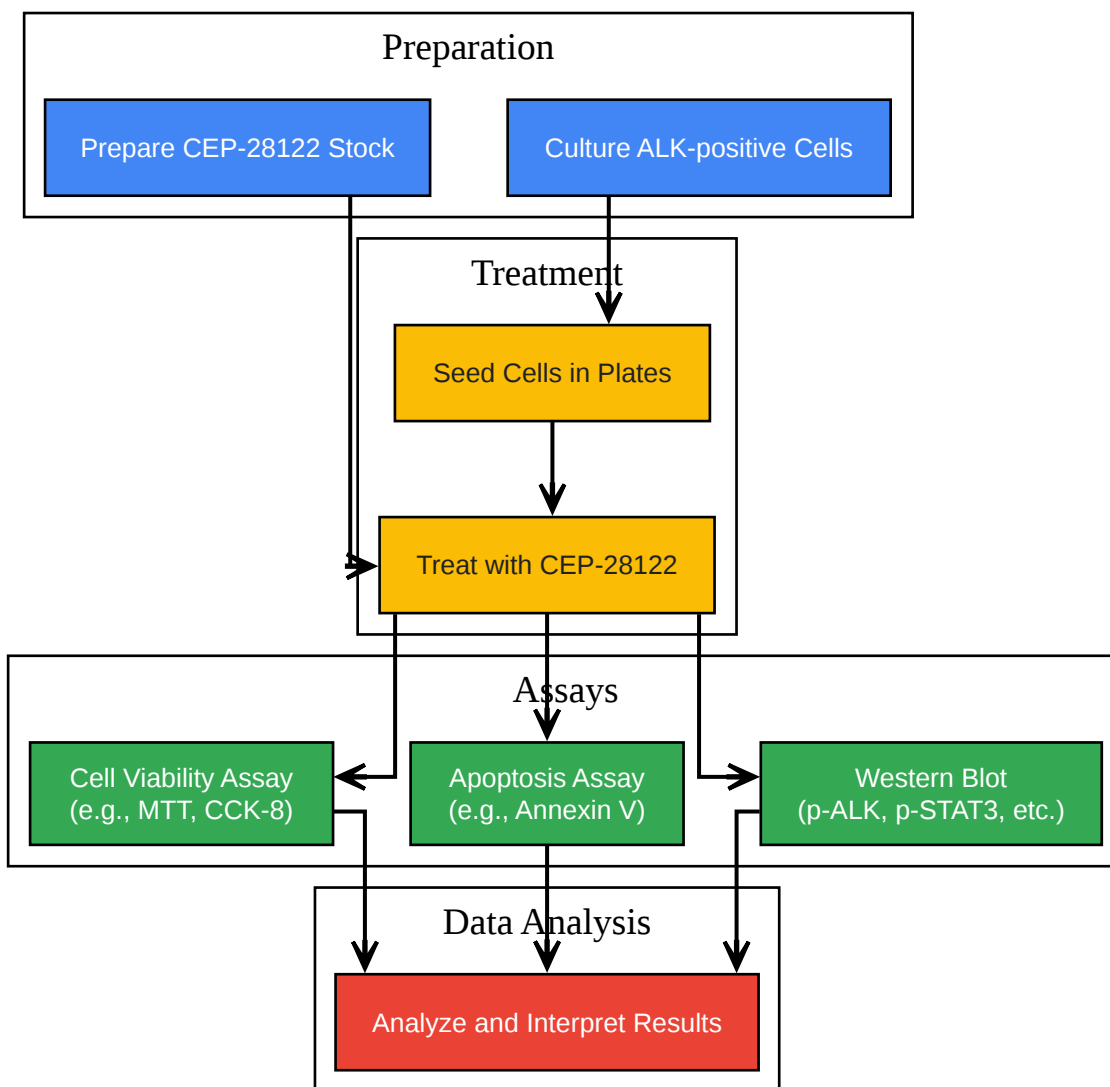 Preparation
Prepare CEP-28122 Stock
Culture ALK-positive Cells
Treatment
Seed Cells in Plates
Treat with CEP-28122
Assays
Cell Viability Assay
(e.g., MTT, CCK-8)
Apoptosis Assay
(e.g., Annexin V)
Western Blot
(p-ALK, p-STAT3, etc.)
Data Analysis
Analyze and Interpret Results